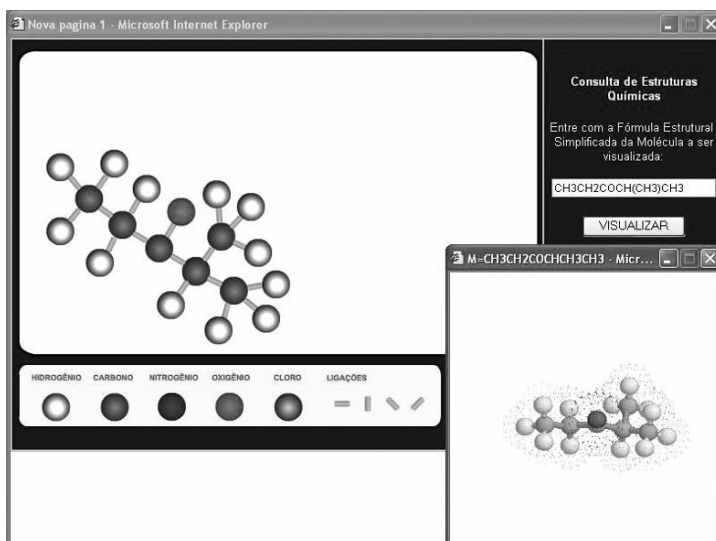 Nova pagina 1 - Microsoft Internet Explorer
Consulta de Estruturas
Químicas
Entre com a Fórmula Estrutural
Simplificada da Molécula a ser
visualizada:
CH3CH2COCH(CH3)CH3
VISUALIZAR
M=CH3CH2COCHCH3CH3 - Micr...
HIDROGÊNIO CARBONO NITROGÊNIO OXIGÊNIO CLORO LIGAÇÕES